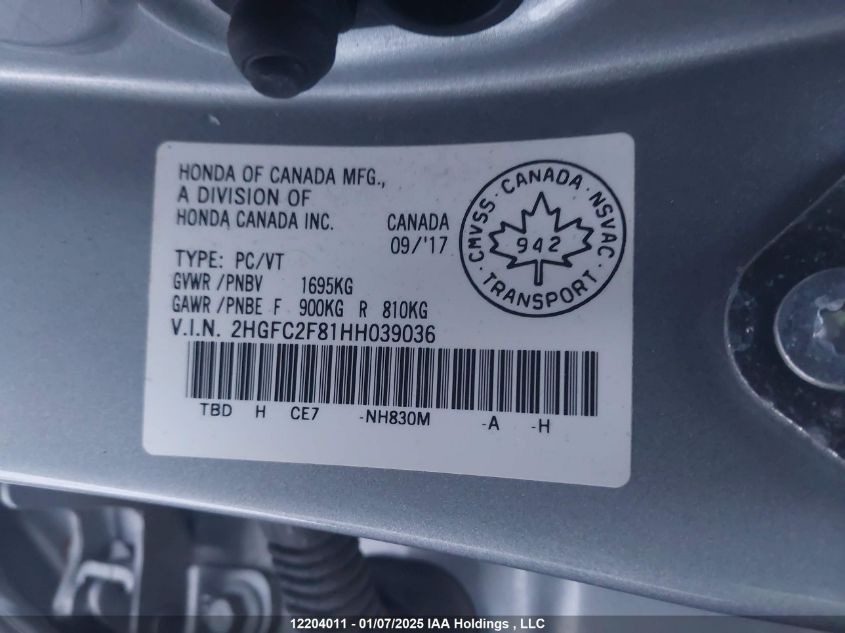 HONDA OF CANADA MFG.,
A DIVISION OF
HONDA CANADA INC.
CANADA
09/'17
CMVSS · CANADA · NSVAC
942
· TRANSPORT ·
TYPE: PC/VT
GVWR /PNBV 1695KG
GAWR /PNBE F 900KG R 810KG
V.I.N. 2HGFC2F81HH039036
TBD H CE7 -NH830M -A -H
12204011 - 01/07/2025 IAA Holdings , LLC